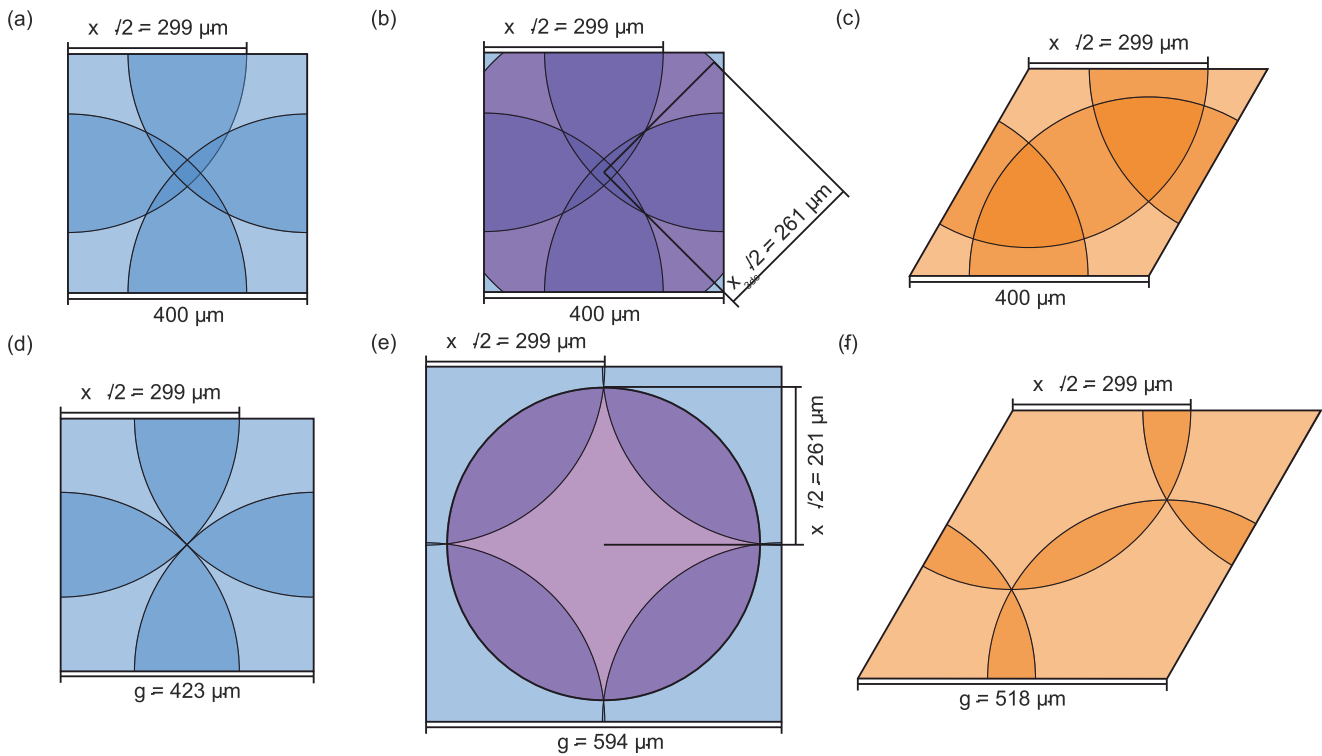 (a)
x /2 = 299 µm
400 µm
(b)
x /2 = 299 µm
x /2 = 261 µm
400 µm
(c)
x /2 = 299 µm
400 µm
(d)
x /2 = 299 µm
g = 423 µm
(e)
x /2 = 299 µm
x /2 = 261 µm
g = 594 µm
(f)
x /2 = 299 µm
g = 518 µm